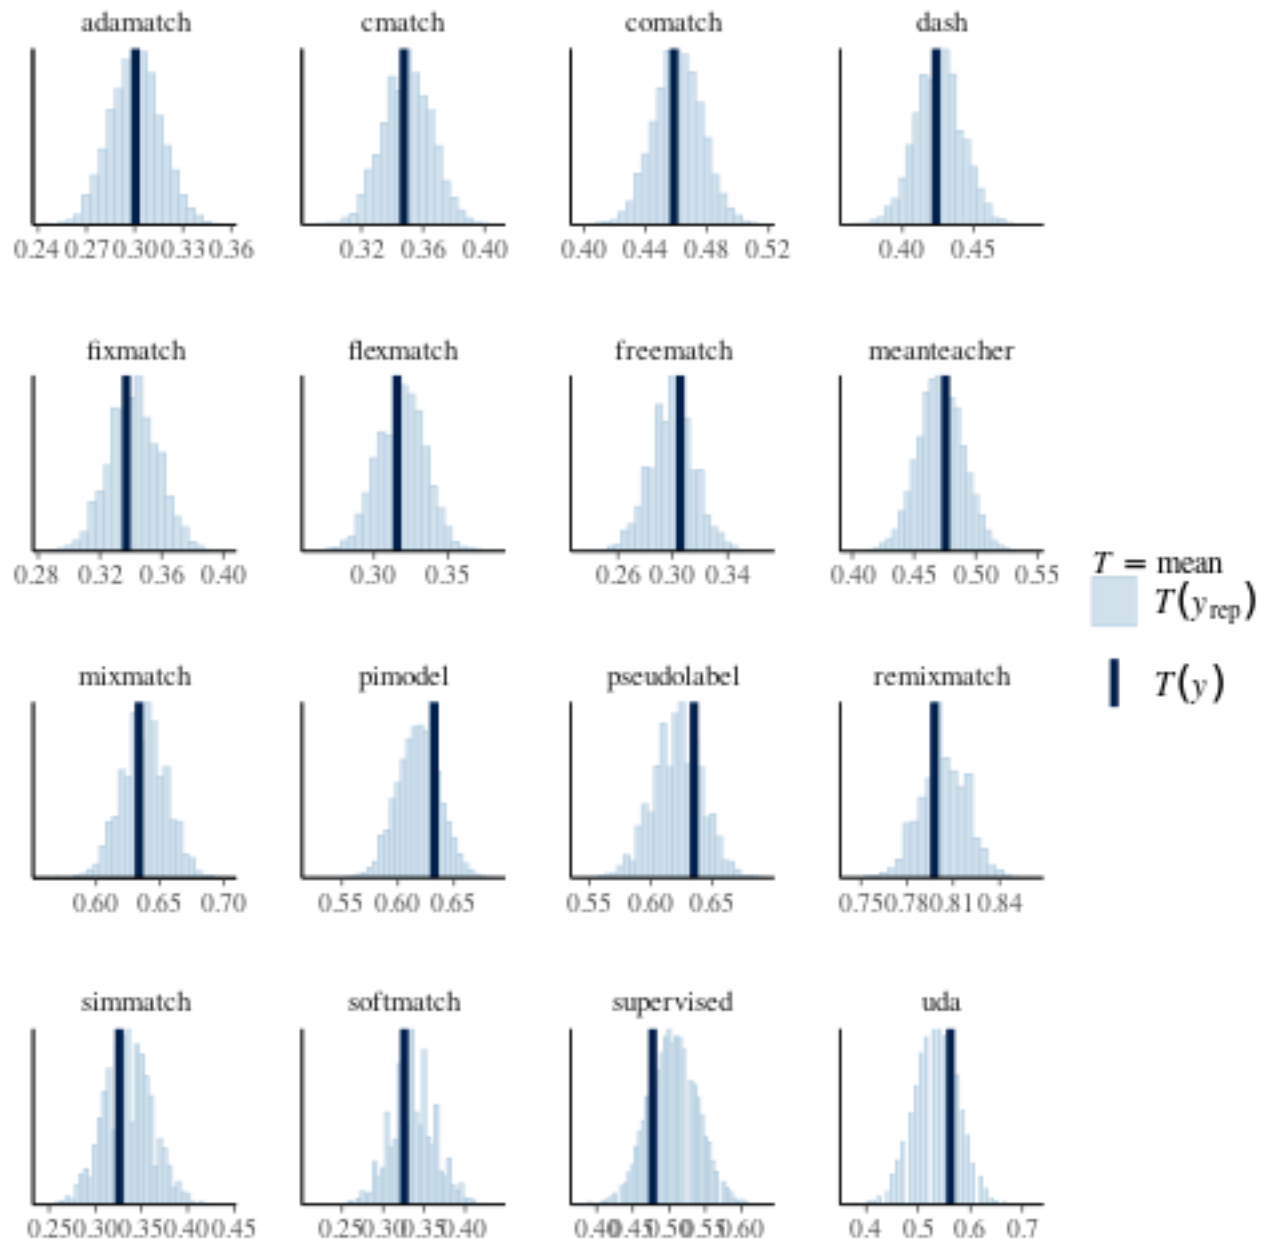 adamatch cmatch comatch dash
0.24 0.27 0.30 0.33 0.36 0.32 0.36 0.40 0.40 0.44 0.48 0.52 0.40 0.45
fixmatch flexmatch freematch meanteacher
0.28 0.32 0.36 0.40 0.30 0.35 0.26 0.30 0.34 0.40 0.45 0.50 0.55
T = mean
T(y_rep)
mixmatch pimodel pseudolabel remixmatch
T(y)
0.60 0.65 0.70 0.55 0.60 0.65 0.55 0.60 0.65 0.75 0.78 0.81 0.84
simmatch softmatch supervised uda
0.25 0.30 0.35 0.40 0.45 0.25 0.30 0.35 0.40 0.40 0.45 0.50 0.55 0.60 0.4 0.5 0.6 0.7